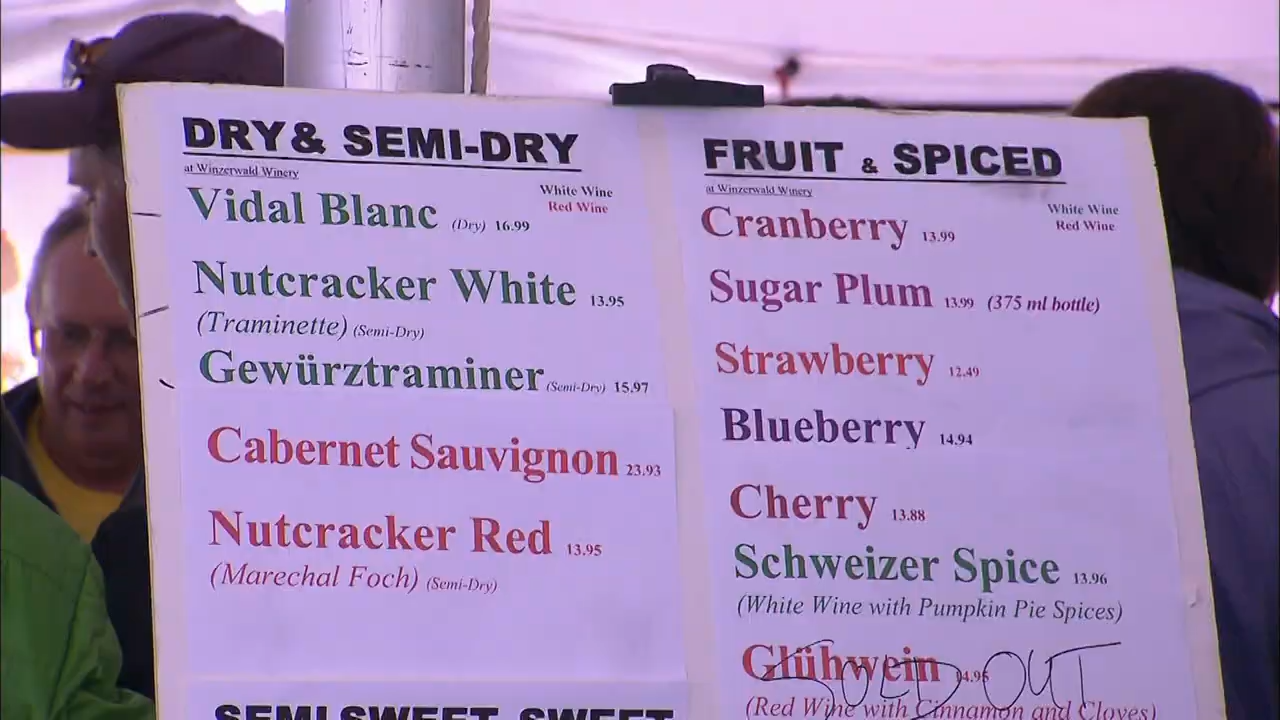 DRY & SEMI-DRY
at Winzerwald Winery
White Wine
Red Wine
Vidal Blanc (Dry) 16.99
Nutcracker White 13.95
(Traminette) (Semi-Dry)
Gewürztraminer (Semi-Dry) 15.97
Cabernet Sauvignon 23.93
Nutcracker Red 13.95
(Marechal Foch) (Semi-Dry)
SEMI SWEET SWEET
FRUIT & SPICED
at Winzerwald Winery
White Wine
Red Wine
Cranberry 13.99
Sugar Plum 13.99 (375 ml bottle)
Strawberry 12.49
Blueberry 14.94
Cherry 13.88
Schweizer Spice 13.96
(White Wine with Pumpkin Pie Spices)
Glühwein 14.95
SOLD OUT
(Red Wine with Cinnamon and Cloves)